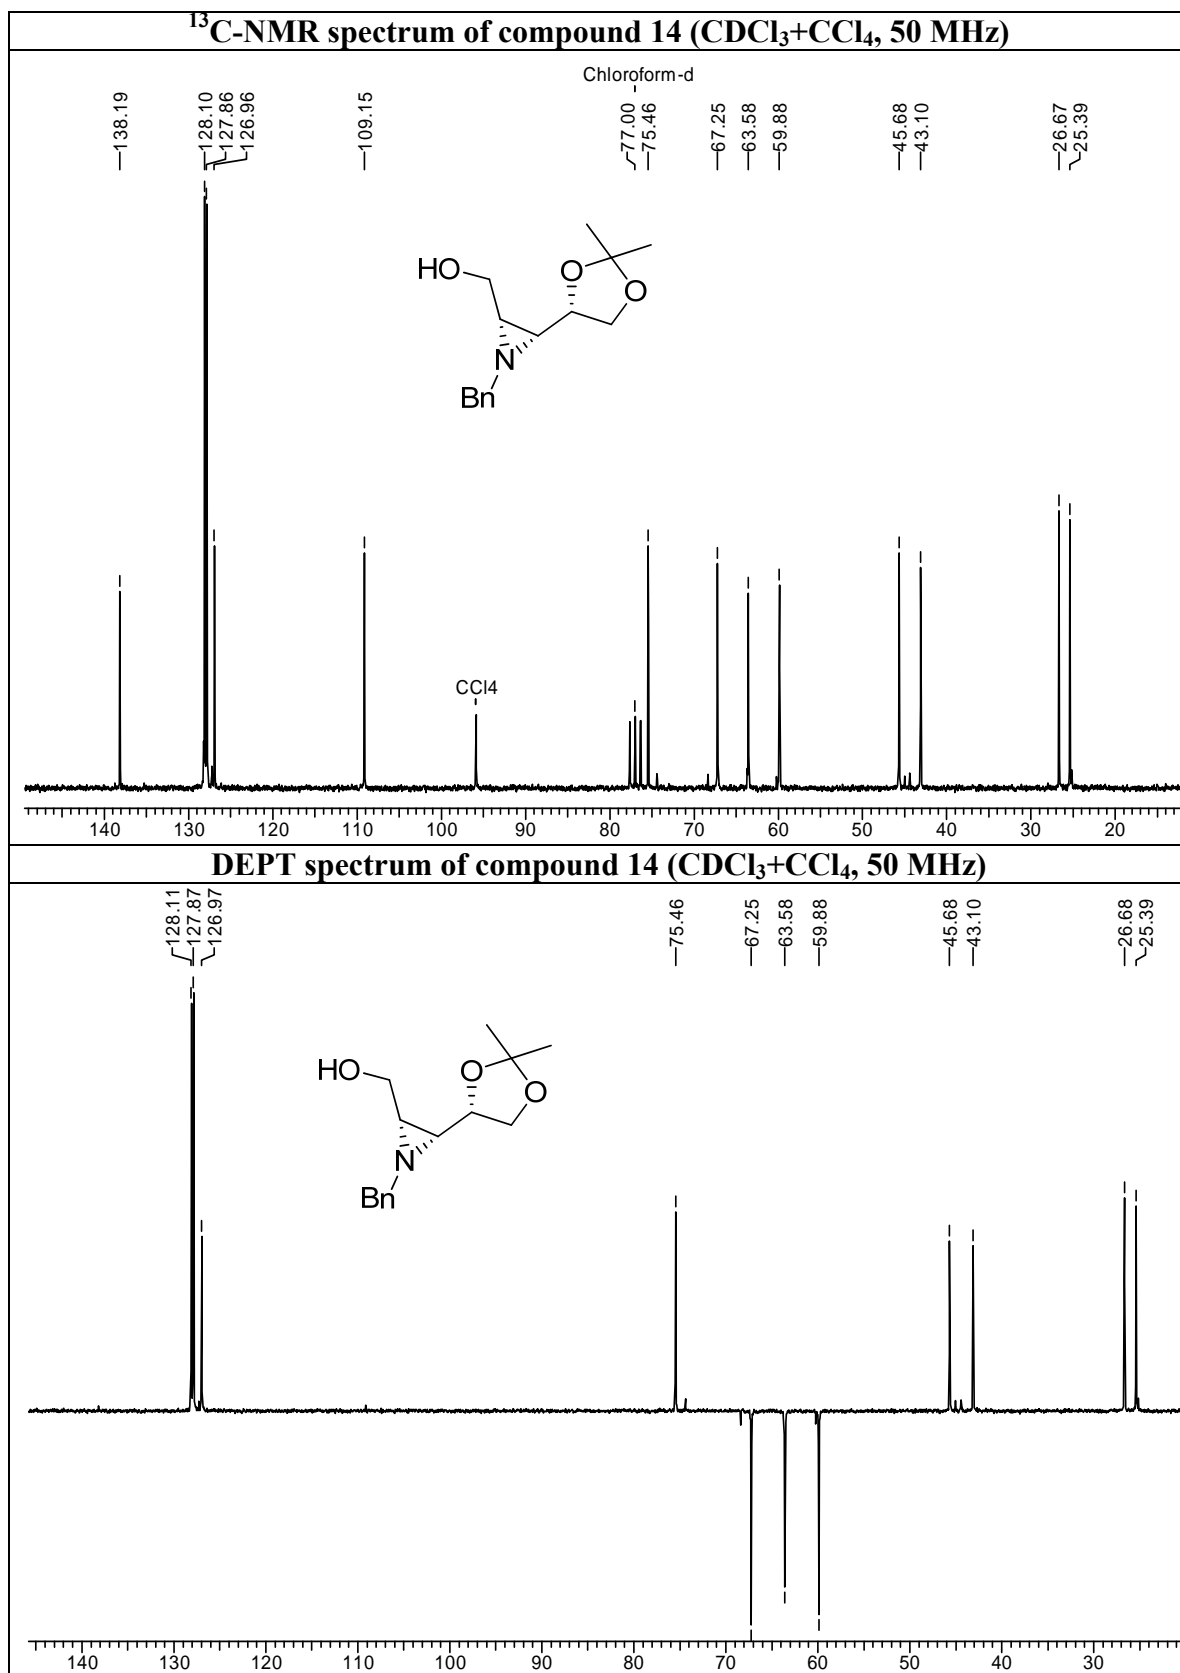 ¹³C-NMR spectrum of compound 14 (CDCl₃+CCl₄, 50 MHz)
Chloroform-d
138.19
128.10
127.86
126.96
109.15
77.00
75.46
67.25
63.58
59.88
45.68
43.10
26.67
25.39
HO
O
O
N
Bn
CCl4
140 130 120 110 100 90 80 70 60 50 40 30 20
DEPT spectrum of compound 14 (CDCl₃+CCl₄, 50 MHz)
128.11
127.87
126.97
75.46
67.25
63.58
59.88
45.68
43.10
26.68
25.39
HO
O
O
N
Bn
140 130 120 110 100 90 80 70 60 50 40 30